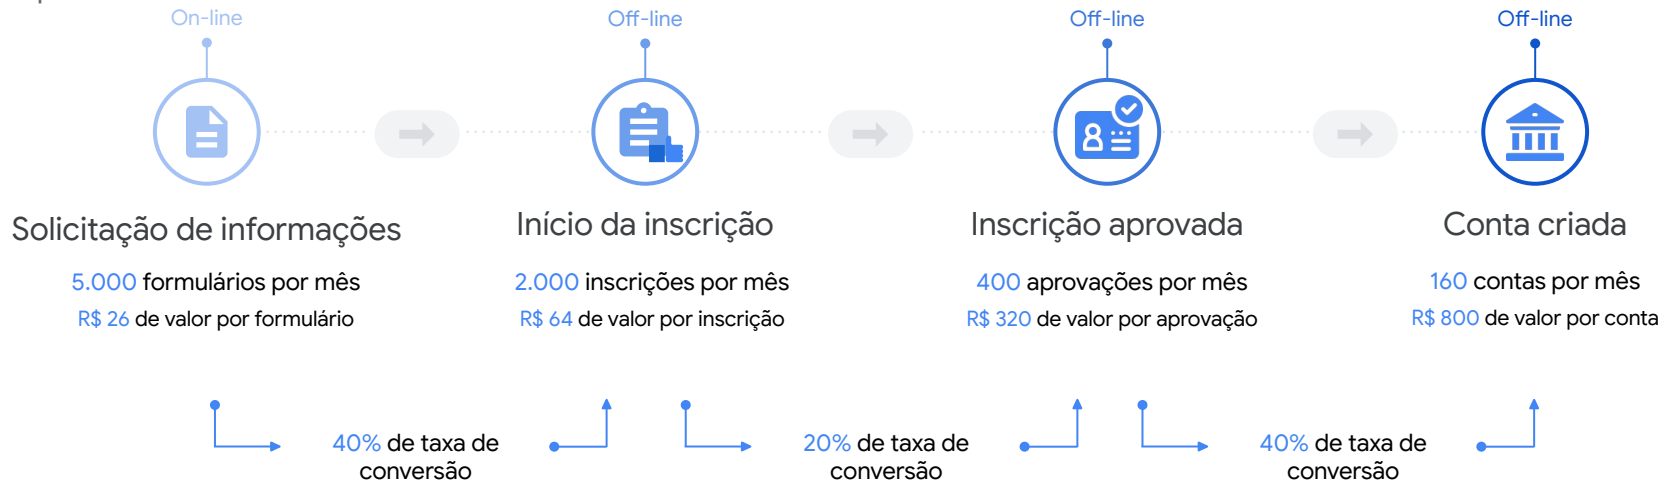 On-line
Off-line
Off-line
Off-line
Solicitação de informações
Início da inscrição
Inscrição aprovada
Conta criada
5.000 formulários por mês
2.000 inscrições por mês
400 aprovações por mês
160 contas por mês
R$ 26 de valor por formulário
R$ 64 de valor por inscrição
R$ 320 de valor por aprovação
R$ 800 de valor por conta
40% de taxa de
conversão
20% de taxa de
conversão
40% de taxa de
conversão